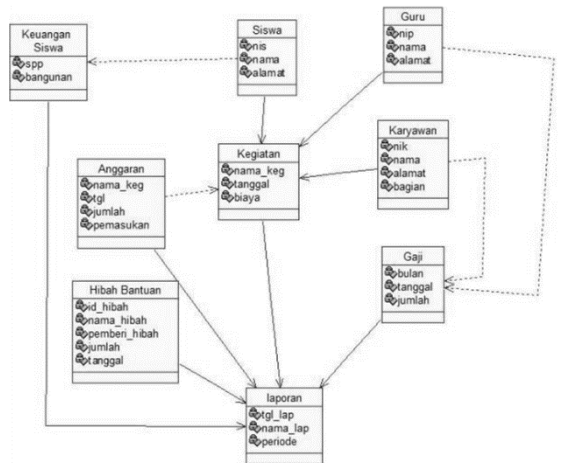 Keuangan
Siswa
spp
bangunan
Siswa
nis
nama
alamat
Guru
nip
nama
alamat
Karyawan
nik
nama
alamat
bagian
Kegiatan
nama_keg
tanggal
biaya
Anggaran
nama_keg
tgl
jumlah
pemasukan
Gaji
bulan
tanggal
jumlah
Hibah Bantuan
id_hibah
nama_hibah
pemberi_hibah
jumlah
tanggal
laporan
tgl_lap
nama_lap
periode